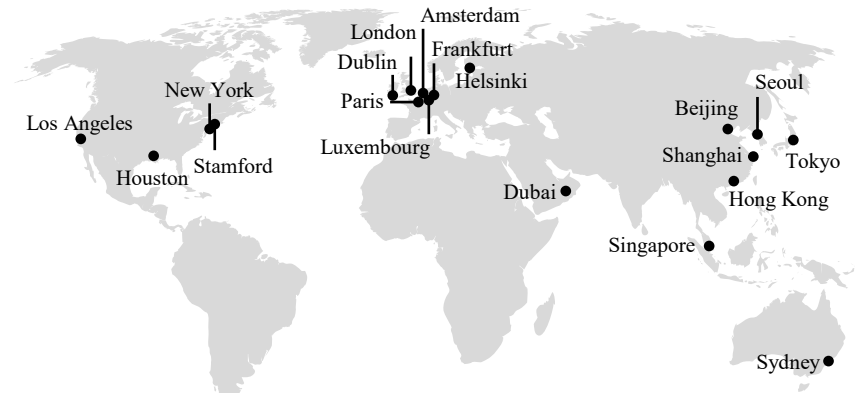 Amsterdam
London
Frankfurt
Dublin
Helsinki
Seoul
New York
Paris
Beijing
Los Angeles
Luxembourg
Shanghai
Tokyo
Stamford
Houston
Dubai
Hong Kong
Singapore
Sydney